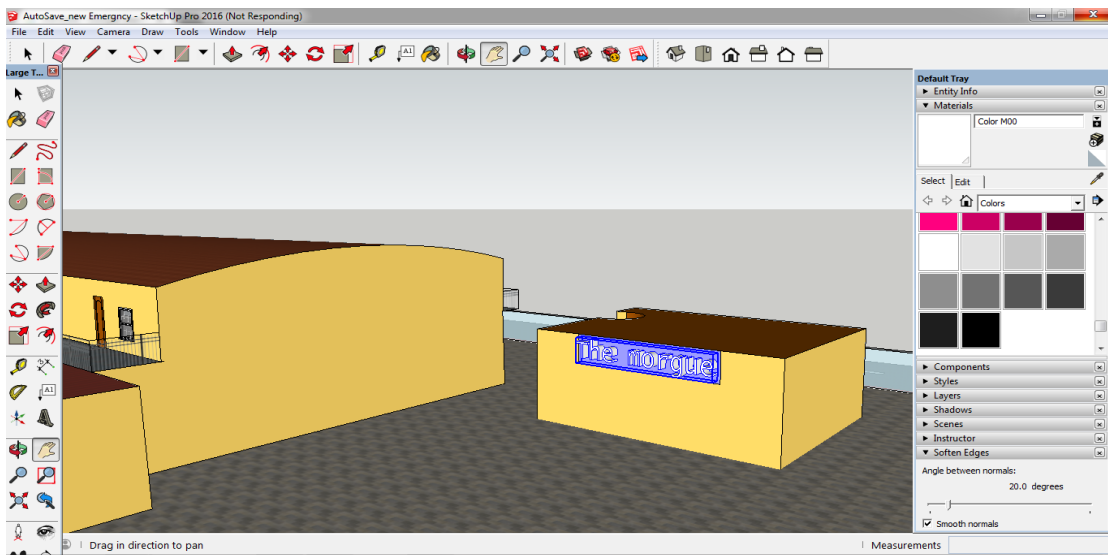 AutoSave_new Emergncy - SketchUp Pro 2016 (Not Responding)
File Edit View Camera Draw Tools Window Help
A1
Large T...
A1
The morgue
Default Tray
Entity Info
Materials
Color M00
Select Edit
Colors
Components
Styles
Layers
Shadows
Scenes
Instructor
Soften Edges
Angle between normals:
20.0 degrees
Smooth normals
Drag in direction to pan
Measurements